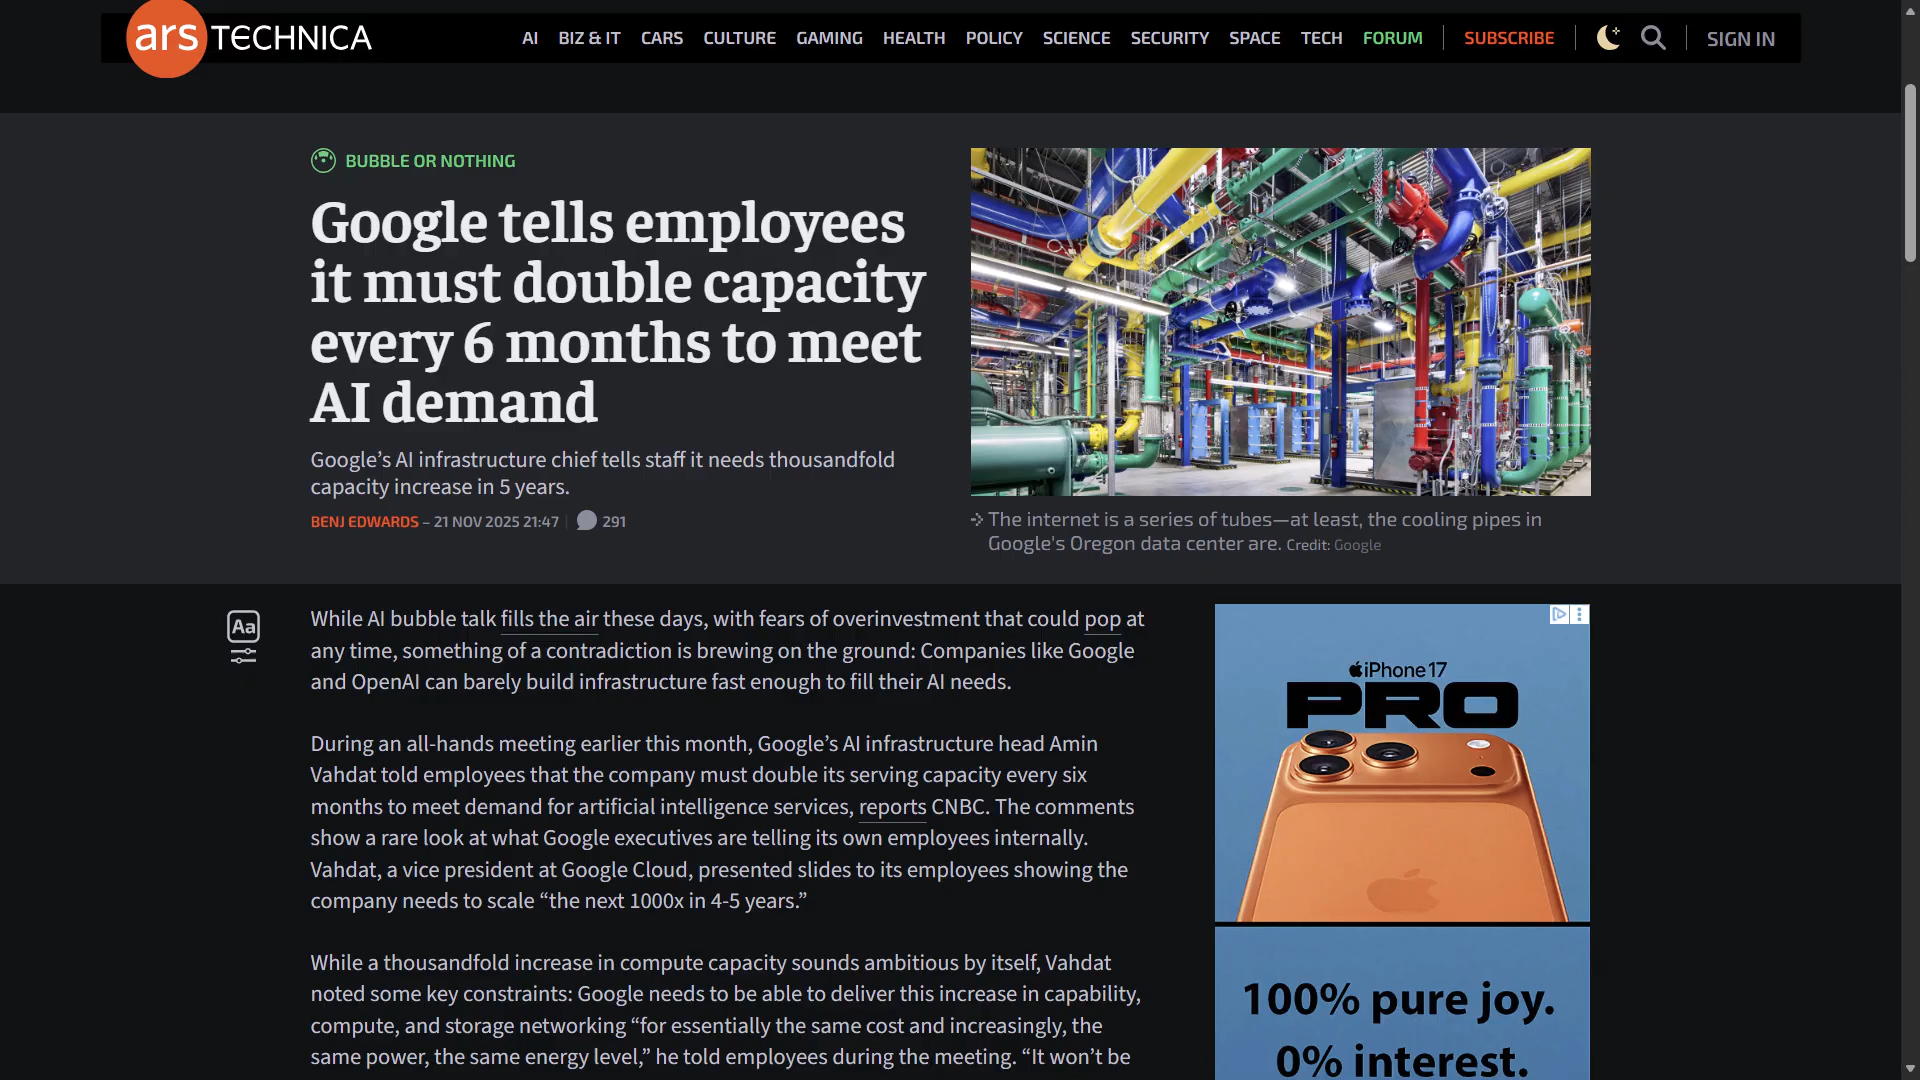 ars TECHNICA
AI BIZ & IT CARS CULTURE GAMING HEALTH POLICY SCIENCE SECURITY SPACE TECH FORUM SUBSCRIBE SIGN IN
BUBBLE OR NOTHING
Google tells employees
it must double capacity
every 6 months to meet
AI demand
Google’s AI infrastructure chief tells staff it needs thousandfold
capacity increase in 5 years.
BENJ EDWARDS – 21 NOV 2025 21:47 291
The internet is a series of tubes—at least, the cooling pipes in
Google's Oregon data center are. Credit: Google
Aa
While AI bubble talk fills the air these days, with fears of overinvestment that could pop at
any time, something of a contradiction is brewing on the ground: Companies like Google
and OpenAI can barely build infrastructure fast enough to fill their AI needs.
During an all-hands meeting earlier this month, Google’s AI infrastructure head Amin
Vahdat told employees that the company must double its serving capacity every six
months to meet demand for artificial intelligence services, reports CNBC. The comments
show a rare look at what Google executives are telling its own employees internally.
Vahdat, a vice president at Google Cloud, presented slides to its employees showing the
company needs to scale “the next 1000x in 4-5 years.”
While a thousandfold increase in compute capacity sounds ambitious by itself, Vahdat
noted some key constraints: Google needs to be able to deliver this increase in capability,
compute, and storage networking “for essentially the same cost and increasingly, the
same power, the same energy level,” he told employees during the meeting. “It won’t be
iPhone 17
PRO
100% pure joy.
0% interest.